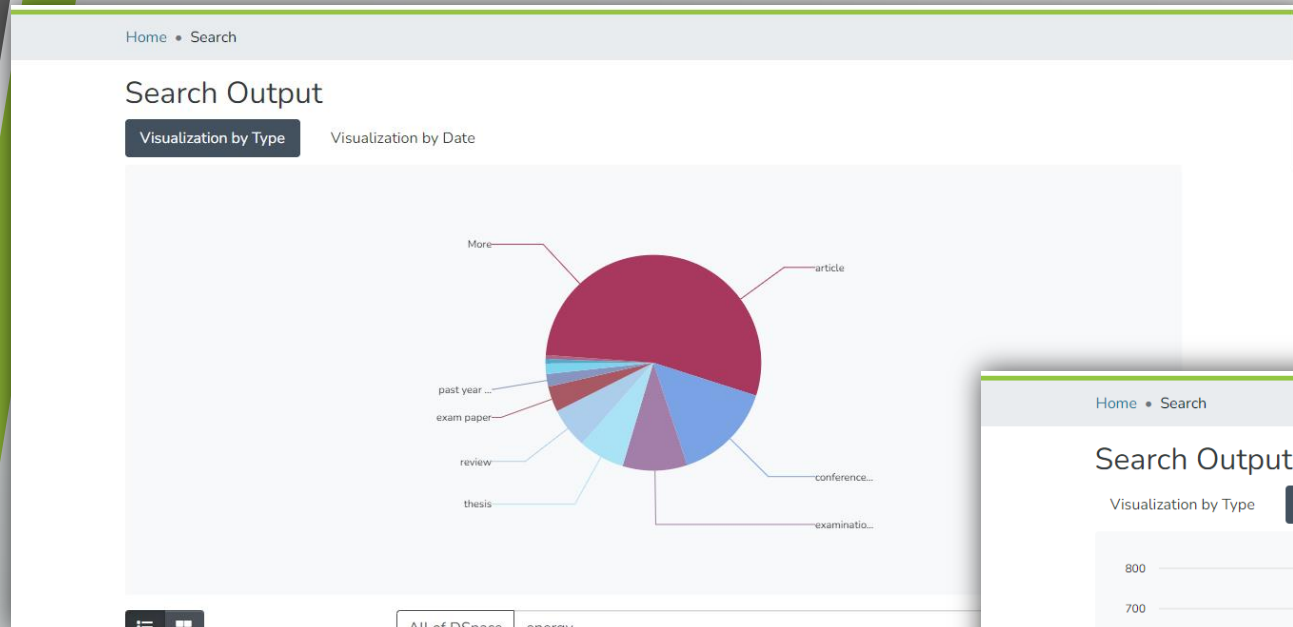 Home • Search
Search Output
Visualization by Type
Visualization by Date
More
article
past year ...
exam paper
review
thesis
conference...
examinatio...
All of DSpace
energy
Home • Search
Search Output
Visualization by Type
800
700